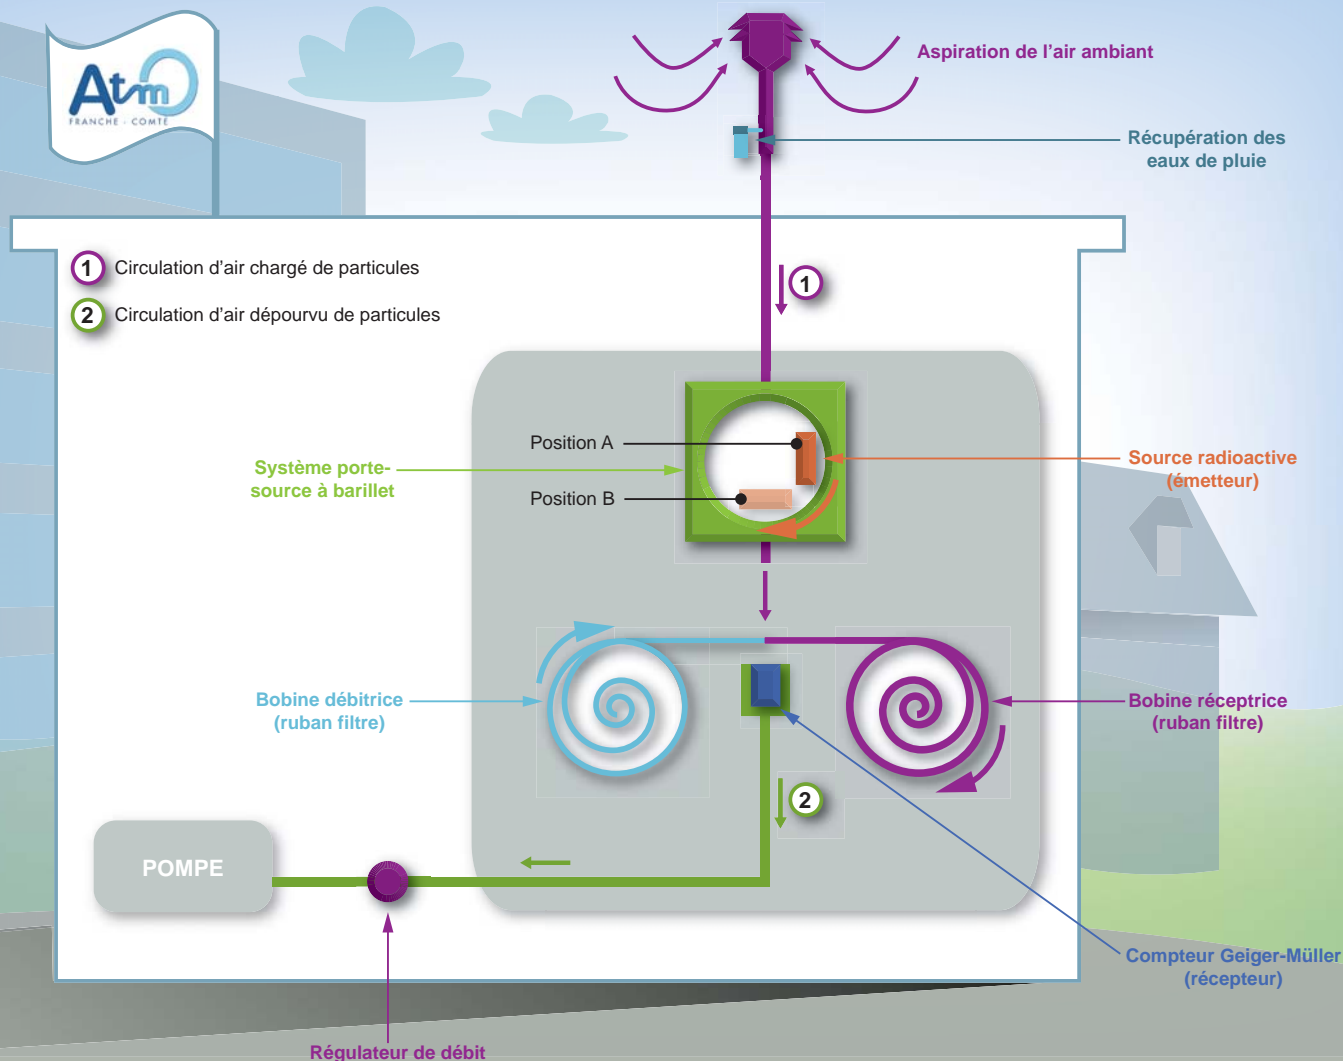 Atm
FRANCHE - COMTÉ
Aspiration de l'air ambiant
Récupération des
eaux de pluie
1 Circulation d'air chargé de particules
2 Circulation d'air dépourvu de particules
1
Position A
Position B
Système porte-
source à barillet
Source radioactive
(émetteur)
Bobine débitrice
(ruban filtre)
Bobine réceptrice
(ruban filtre)
2
POMPE
Compteur Geiger-Müller
(récepteur)
Régulateur de débit